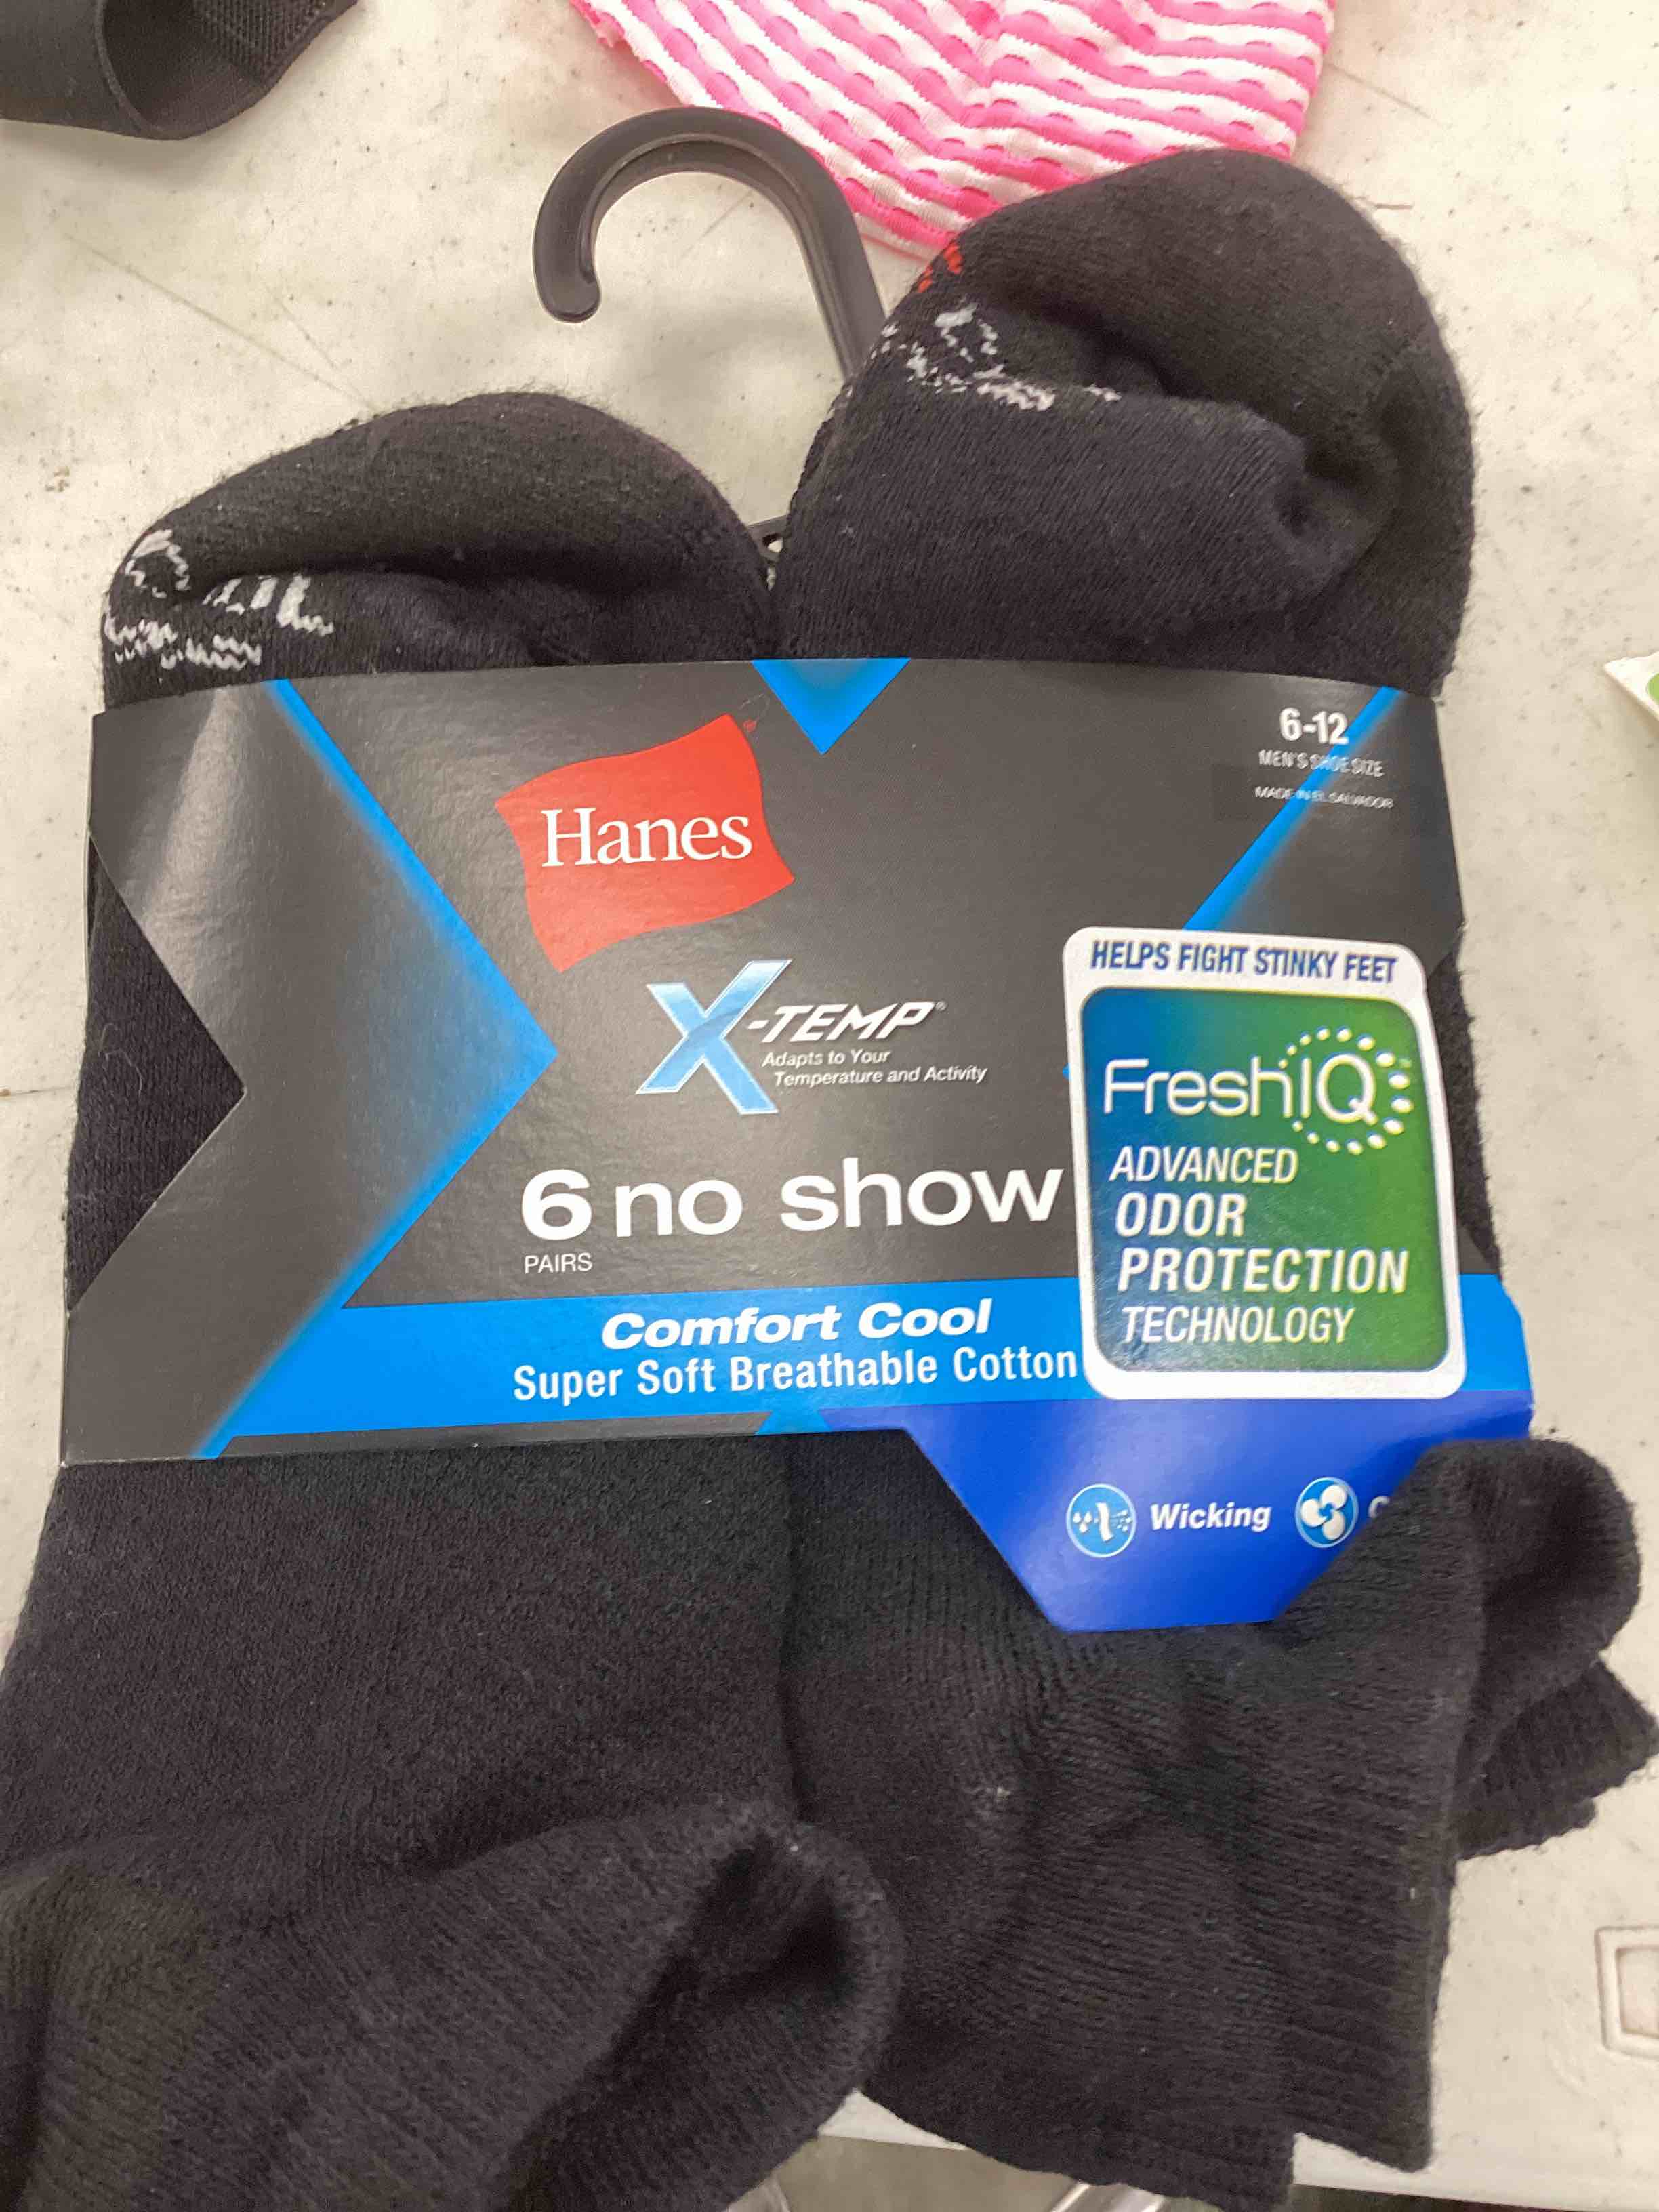 6-12
MEN'S SHOE SIZE
MADE IN EL SALVADOR
Hanes®
X-TEMP®
Adapts to Your
Temperature and Activity
6 no show
PAIRS
Comfort Cool
Super Soft Breathable Cotton
HELPS FIGHT STINKY FEET
FreshIQ
ADVANCED
ODOR
PROTECTION
TECHNOLOGY
Wicking